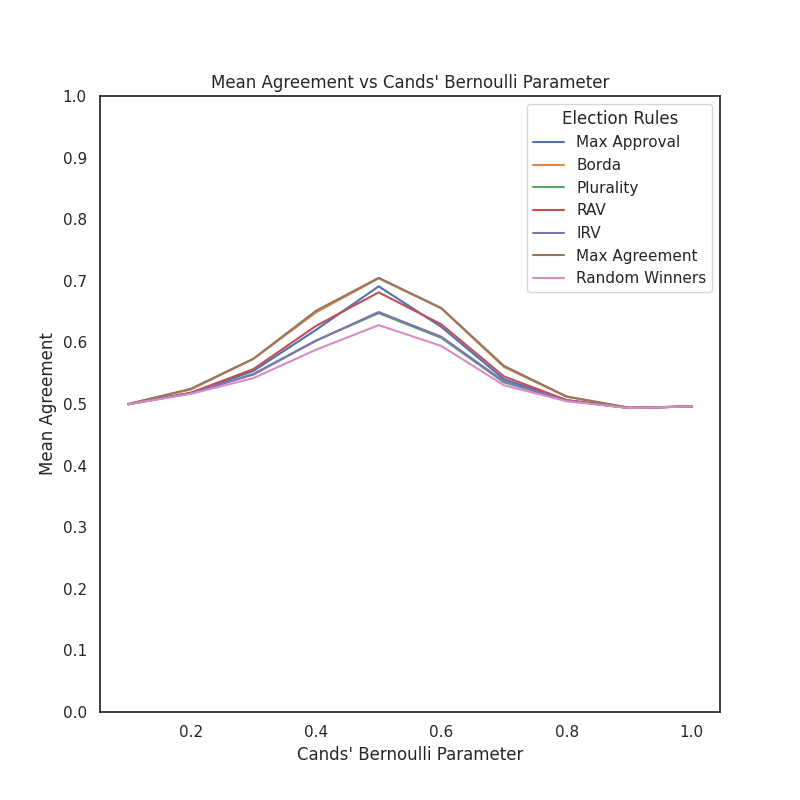 Mean Agreement vs Cands' Bernoulli Parameter
1.0
0.9
0.8
0.7
0.6
0.5
0.4
0.3
0.2
0.1
0.0
Mean Agreement
Election Rules
Max Approval
Borda
Plurality
RAV
IRV
Max Agreement
Random Winners
0.2 0.4 0.6 0.8 1.0
Cands' Bernoulli Parameter